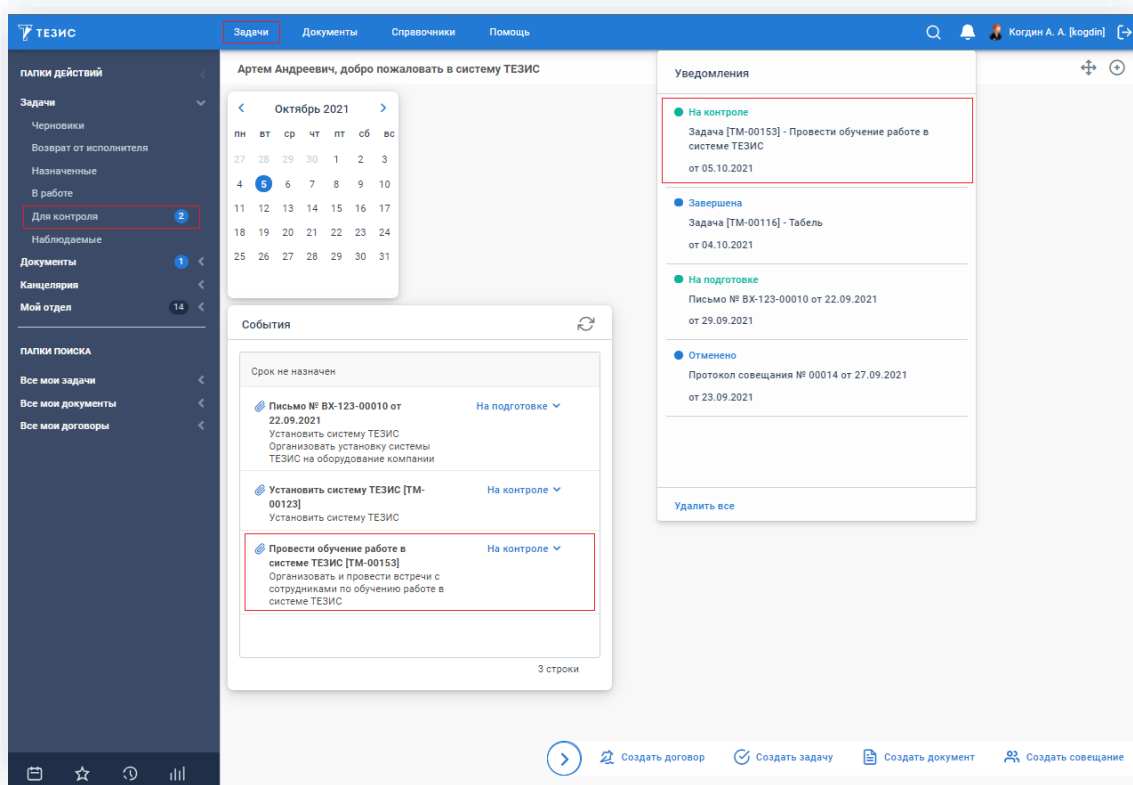 ТЕЗИС
Задачи
Документы
Справочники
Помощь
Когдин А. А. [kogdin]
ПАПКИ ДЕЙСТВИЙ
Задачи
Черновики
Возврат от исполнителя
Назначенные
В работе
Для контроля 2
Наблюдаемые
Документы 1
Канцелярия
Мой отдел 14
ПАПКИ ПОИСКА
Все мои задачи
Все мои документы
Все мои договоры
Артем Андреевич, добро пожаловать в систему ТЕЗИС
Октябрь 2021
пн вт ср чт пт сб вс
27 28 29 30 1 2 3
4 5 6 7 8 9 10
11 12 13 14 15 16 17
18 19 20 21 22 23 24
25 26 27 28 29 30 31
События
Срок не назначен
Письмо № ВХ-123-00010 от
22.09.2021
На подготовке
Установить систему ТЕЗИС
Организовать установку системы
ТЕЗИС на оборудование компании
Установить систему ТЕЗИС [ТМ-
00123]
На контроле
Установить систему ТЕЗИС
Провести обучение работе в
системе ТЕЗИС [ТМ-00153]
На контроле
Организовать и провести встречи с
сотрудниками по обучению работе в
системе ТЕЗИС
3 строки
Уведомления
На контроле
Задача [ТМ-00153] - Провести обучение работе в
системе ТЕЗИС
от 05.10.2021
Завершена
Задача [ТМ-00116] - Табель
от 04.10.2021
На подготовке
Письмо № ВХ-123-00010 от 22.09.2021
от 29.09.2021
Отменено
Протокол совещания № 00014 от 27.09.2021
от 23.09.2021
Удалить все
Создать договор
Создать задачу
Создать документ
Создать совещание